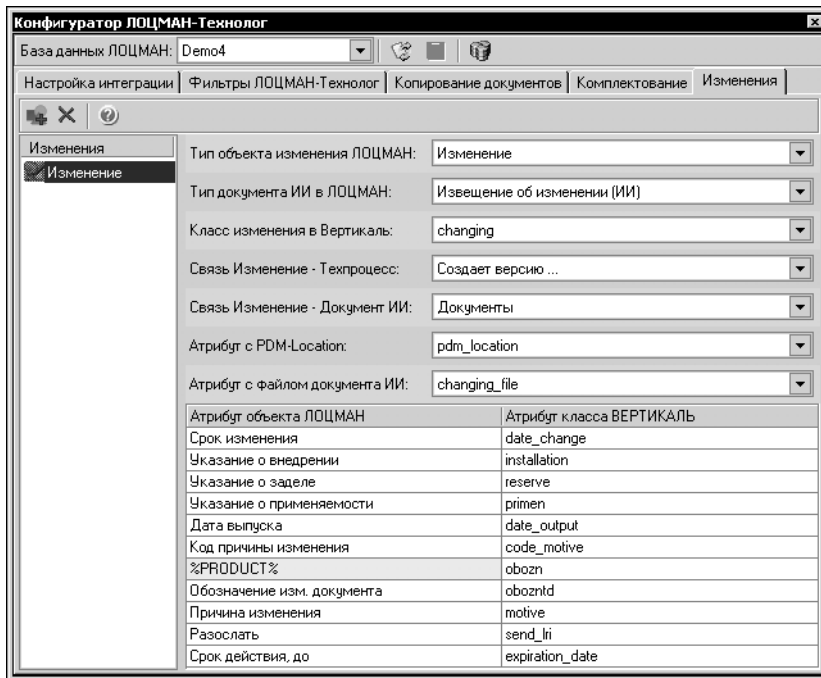 Конфигуратор ЛОЦМАН-Технолог
База данных ЛОЦМАН: Demo4
Настройка интеграции Фильтры ЛОЦМАН-Технолог Копирование документов Комплектование Изменения
Изменения
Изменение
Тип объекта изменения ЛОЦМАН: Изменение
Тип документа ИИ в ЛОЦМАН: Извещение об изменении (ИИ)
Класс изменения в Вертикаль: changing
Связь Изменение - Техпроцесс: Создает версию ...
Связь Изменение - Документ ИИ: Документы
Атрибут с PDM-Location: pdm_location
Атрибут с файлом документа ИИ: changing_file
Атрибут объекта ЛОЦМАН Атрибут класса ВЕРТИКАЛЬ
Срок изменения date_change
Указание о внедрении installation
Указание о заделе reserve
Указание о применяемости primen
Дата выпуска date_output
Код причины изменения code_motive
%PRODUCT% obozn
Обозначение изм. документа obozntd
Причина изменения motive
Разослать send_lri
Срок действия, до expiration_date